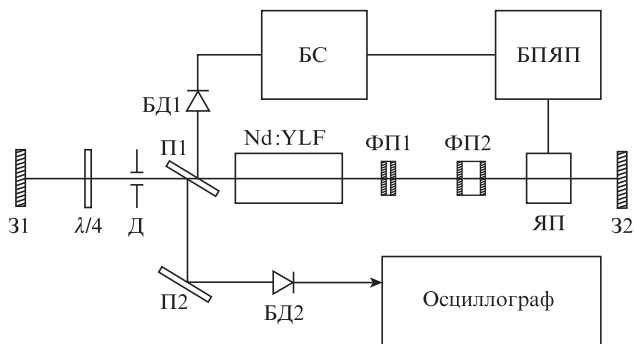 БС
БПЯП
БД1
П1
Nd:YLF
ФП1
ФП2
З1
λ/4
Д
ЯП
З2
П2
БД2
Осциллограф